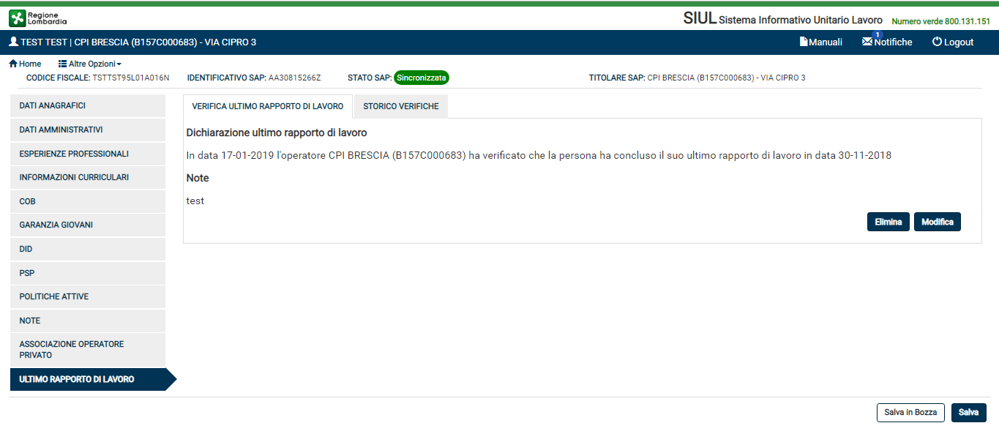 Regione
Lombardia
SIUL Sistema Informativo Unitario Lavoro Numero verde 800.131.151
TEST TEST | CPI BRESCIA (B157C000683) - VIA CIPRO 3
Manuali
1
Notifiche
Logout
Home
Altre Opzioni
CODICE FISCALE: TSTTST95L01A016N IDENTIFICATIVO SAP: AA30815266Z STATO SAP: Sincronizzata TITOLARE SAP: CPI BRESCIA (B157C000683) - VIA CIPRO 3
DATI ANAGRAFICI
DATI AMMINISTRATIVI
ESPERIENZE PROFESSIONALI
INFORMAZIONI CURRICULARI
COB
GARANZIA GIOVANI
DID
PSP
POLITICHE ATTIVE
NOTE
ASSOCIAZIONE OPERATORE
PRIVATO
ULTIMO RAPPORTO DI LAVORO
VERIFICA ULTIMO RAPPORTO DI LAVORO STORICO VERIFICHE
Dichiarazione ultimo rapporto di lavoro
In data 17-01-2019 l'operatore CPI BRESCIA (B157C000683) ha verificato che la persona ha concluso il suo ultimo rapporto di lavoro in data 30-11-2018
Note
test
Elimina Modifica
Salva in Bozza Salva